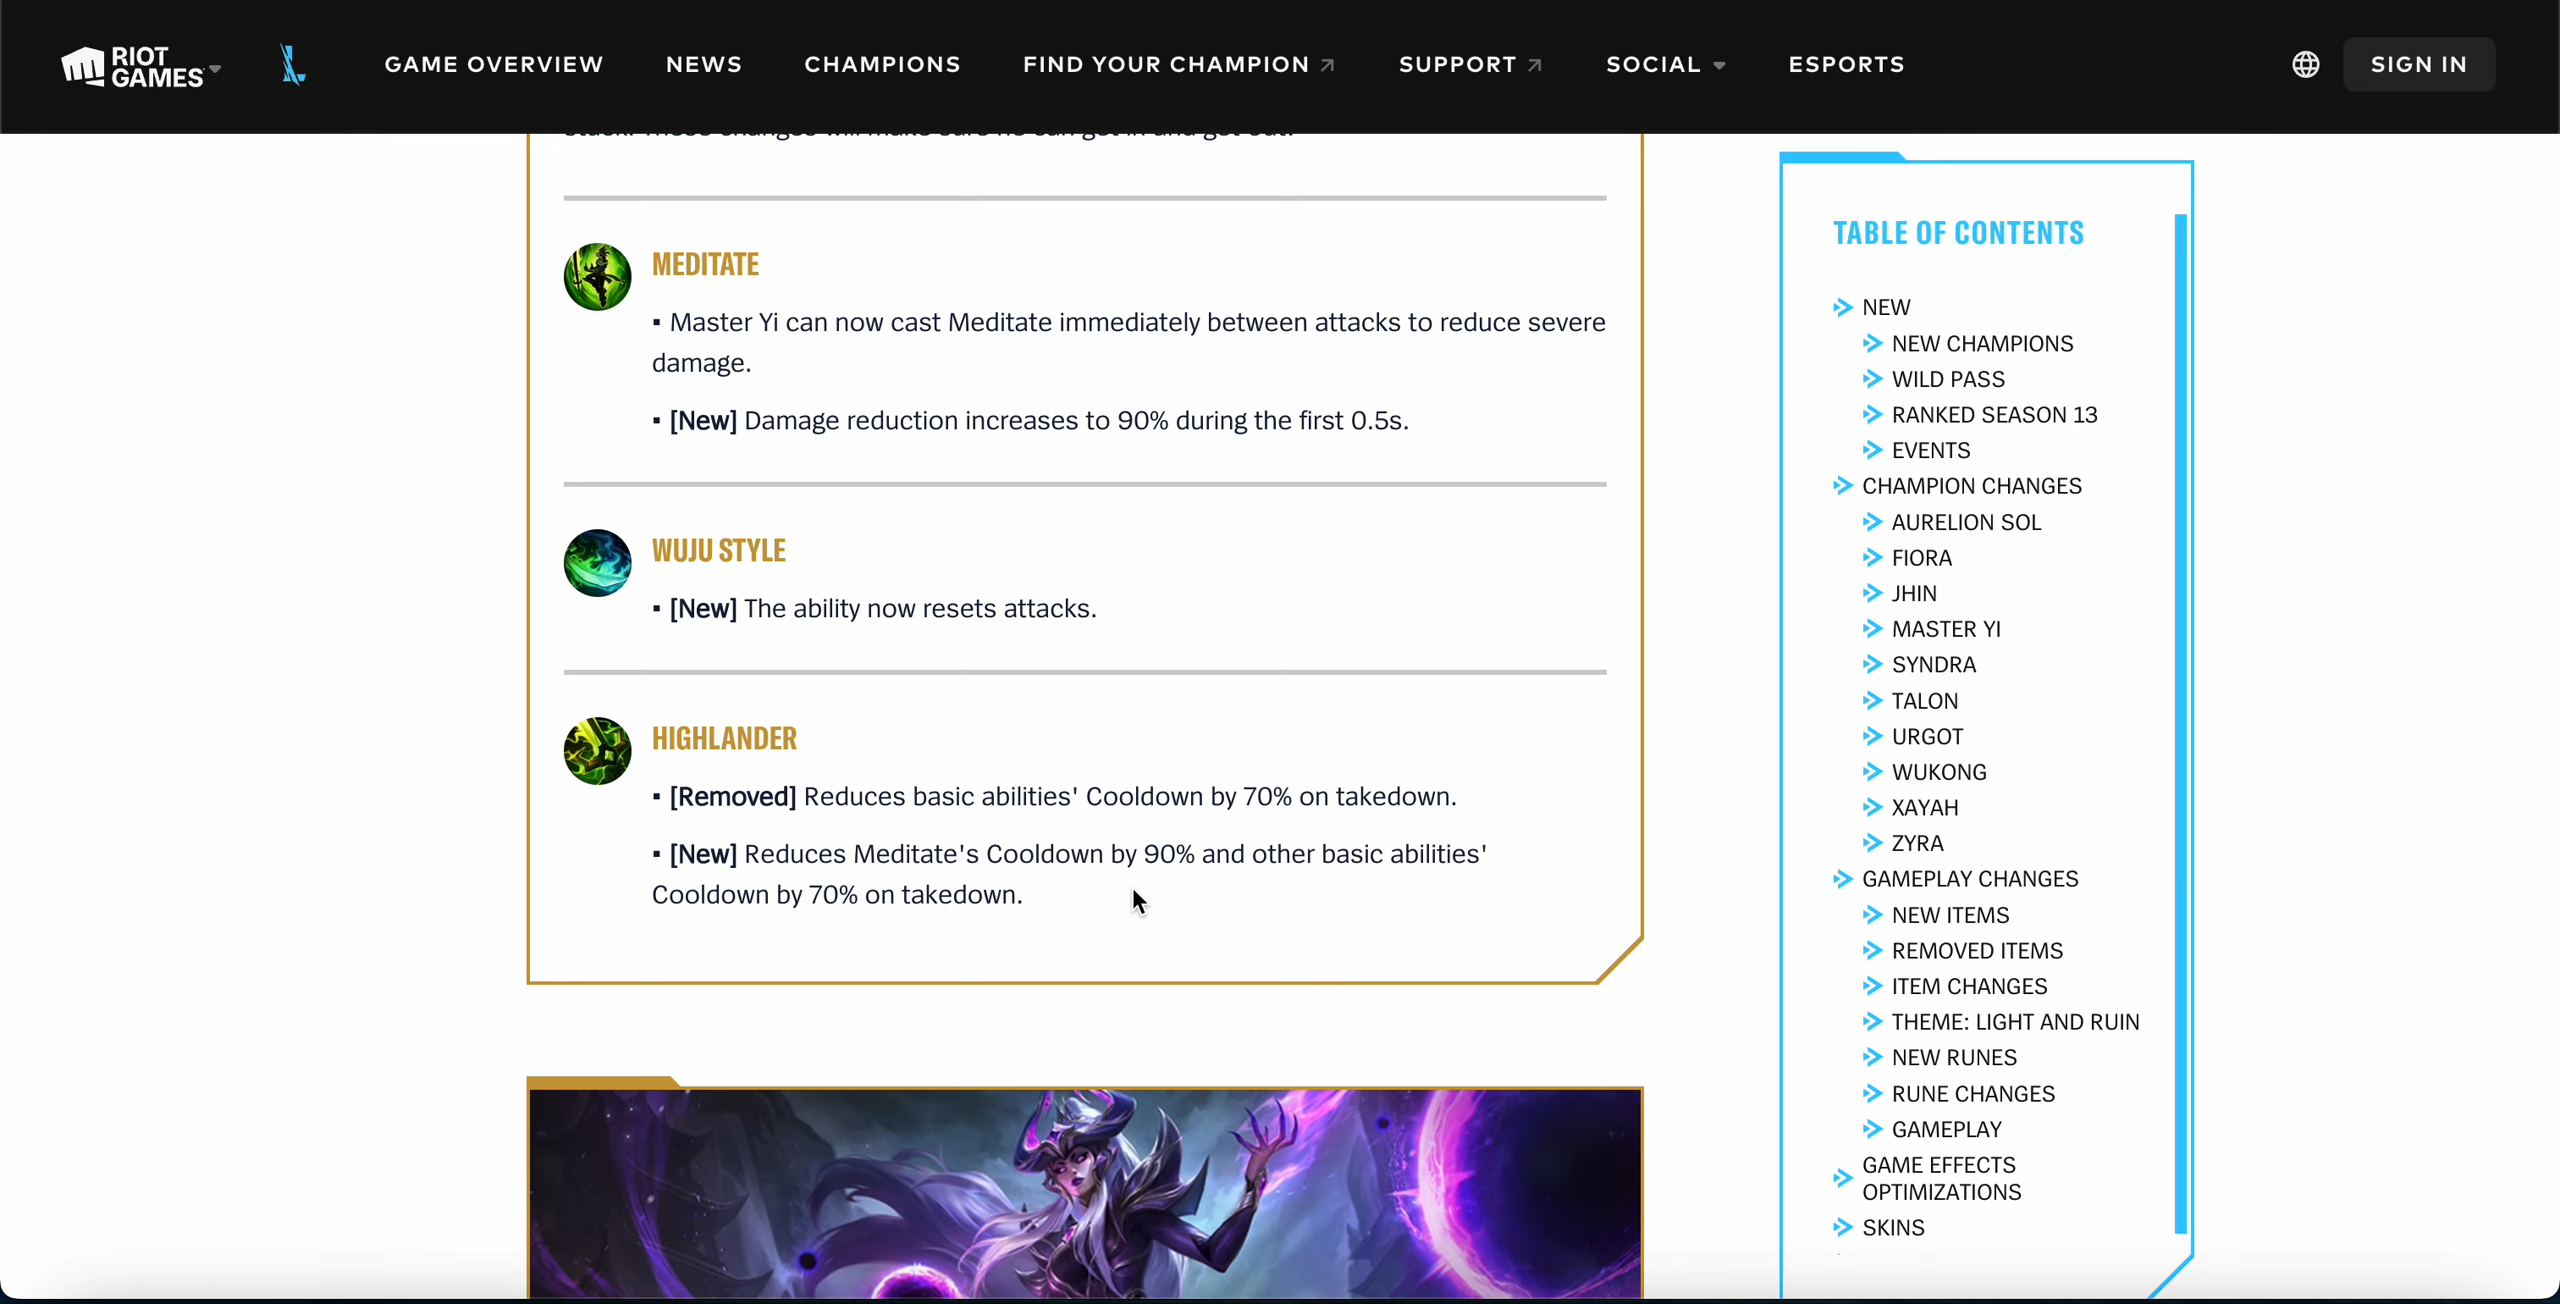 RIOT
GAMES
GAME OVERVIEW
NEWS
CHAMPIONS
FIND YOUR CHAMPION
SUPPORT
SOCIAL
ESPORTS
SIGN IN
MEDITATE
▪ Master Yi can now cast Meditate immediately between attacks to reduce severe
damage.
▪ [New] Damage reduction increases to 90% during the first 0.5s.
WUJU STYLE
▪ [New] The ability now resets attacks.
HIGHLANDER
▪ [Removed] Reduces basic abilities' Cooldown by 70% on takedown.
▪ [New] Reduces Meditate's Cooldown by 90% and other basic abilities'
Cooldown by 70% on takedown.
TABLE OF CONTENTS
NEW
NEW CHAMPIONS
WILD PASS
RANKED SEASON 13
EVENTS
CHAMPION CHANGES
AURELION SOL
FIORA
JHIN
MASTER YI
SYNDRA
TALON
URGOT
WUKONG
XAYAH
ZYRA
GAMEPLAY CHANGES
NEW ITEMS
REMOVED ITEMS
ITEM CHANGES
THEME: LIGHT AND RUIN
NEW RUNES
RUNE CHANGES
GAMEPLAY
GAME EFFECTS
OPTIMIZATIONS
SKINS